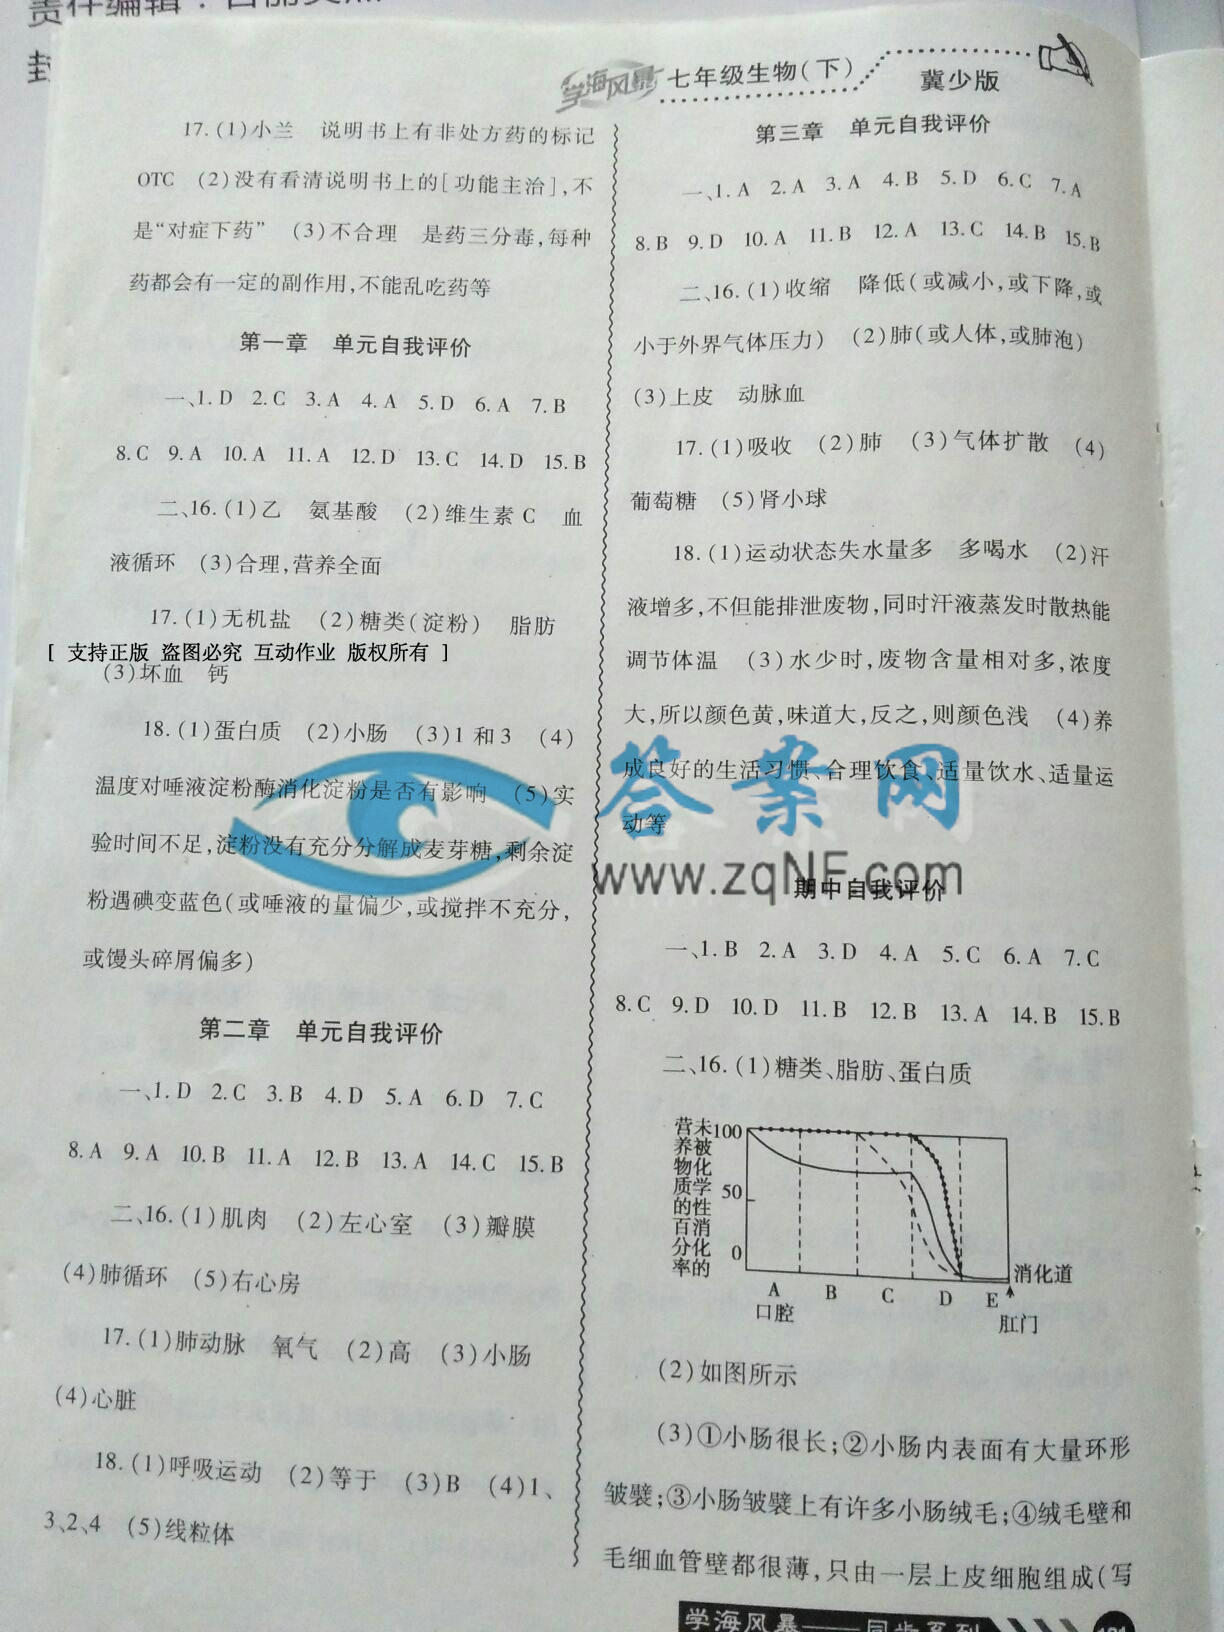 学海风暴 七年级生物(下) 冀少版
17.(1)小兰 说明书上有非处方药的标记
OTC (2)没有看清说明书上的[功能主治],不
是“对症下药” (3)不合理 是药三分毒,每种
药都会有一定的副作用,不能乱吃药等
第一章 单元自我评价
一、1.D 2.C 3.A 4.A 5.D 6.A 7.B
8.C 9.A 10.A 11.A 12.D 13.C 14.D 15.B
二、16.(1)乙 氨基酸 (2)维生素C 血
液循环 (3)合理,营养全面
17.(1)无机盐 (2)糖类(淀粉) 脂肪
[ 支持正版 盗图必究 互动作业 版权所有 ]
(3)坏血 钙
18.(1)蛋白质 (2)小肠 (3)1和3 (4)
温度对唾液淀粉酶消化淀粉是否有影响 (5)实
验时间不足,淀粉没有充分分解成麦芽糖,剩余淀
粉遇碘变蓝色(或唾液的量偏少,或搅拌不充分,
或馒头碎屑偏多)
第二章 单元自我评价
一、1.D 2.C 3.B 4.D 5.A 6.D 7.C
8.A 9.A 10.B 11.A 12.B 13.A 14.C 15.B
二、16.(1)肌肉 (2)左心室 (3)瓣膜
(4)肺循环 (5)右心房
17.(1)肺动脉 氧气 (2)高 (3)小肠
(4)心脏
18.(1)呼吸运动 (2)等于 (3)B (4)1、
3、2、4 (5)线粒体
第三章 单元自我评价
一、1.A 2.A 3.A 4.B 5.D 6.C 7.A
8.B 9.D 10.A 11.B 12.A 13.C 14.B 15.B
二、16.(1)收缩 降低(或减小,或下降,或
小于外界气体压力) (2)肺(或人体,或肺泡)
(3)上皮 动脉血
17.(1)吸收 (2)肺 (3)气体扩散 (4)
葡萄糖 (5)肾小球
18.(1)运动状态失水量多 多喝水 (2)汗
液增多,不但能排泄废物,同时汗液蒸发时散热能
调节体温 (3)水少时,废物含量相对多,浓度
大,所以颜色黄,味道大,反之,则颜色浅 (4)养
成良好的生活习惯、合理饮食、适量饮水、适量运
动等
答案网
www.zqNF.com
期中自我评价
一、1.B 2.A 3.D 4.A 5.C 6.A 7.C
8.C 9.D 10.D 11.B 12.B 13.A 14.B 15.B
二、16.(1)糖类、脂肪、蛋白质
未被化学性消化的
营养物质的百分率
100
50
0
A B C D E
口腔
消化道
肛门
(2)如图所示
(3)①小肠很长;②小肠内表面有大量环形
皱襞;③小肠皱襞上有许多小肠绒毛;④绒毛壁和
毛细血管壁都很薄,只由一层上皮细胞组成(写
学海风暴——同步系列